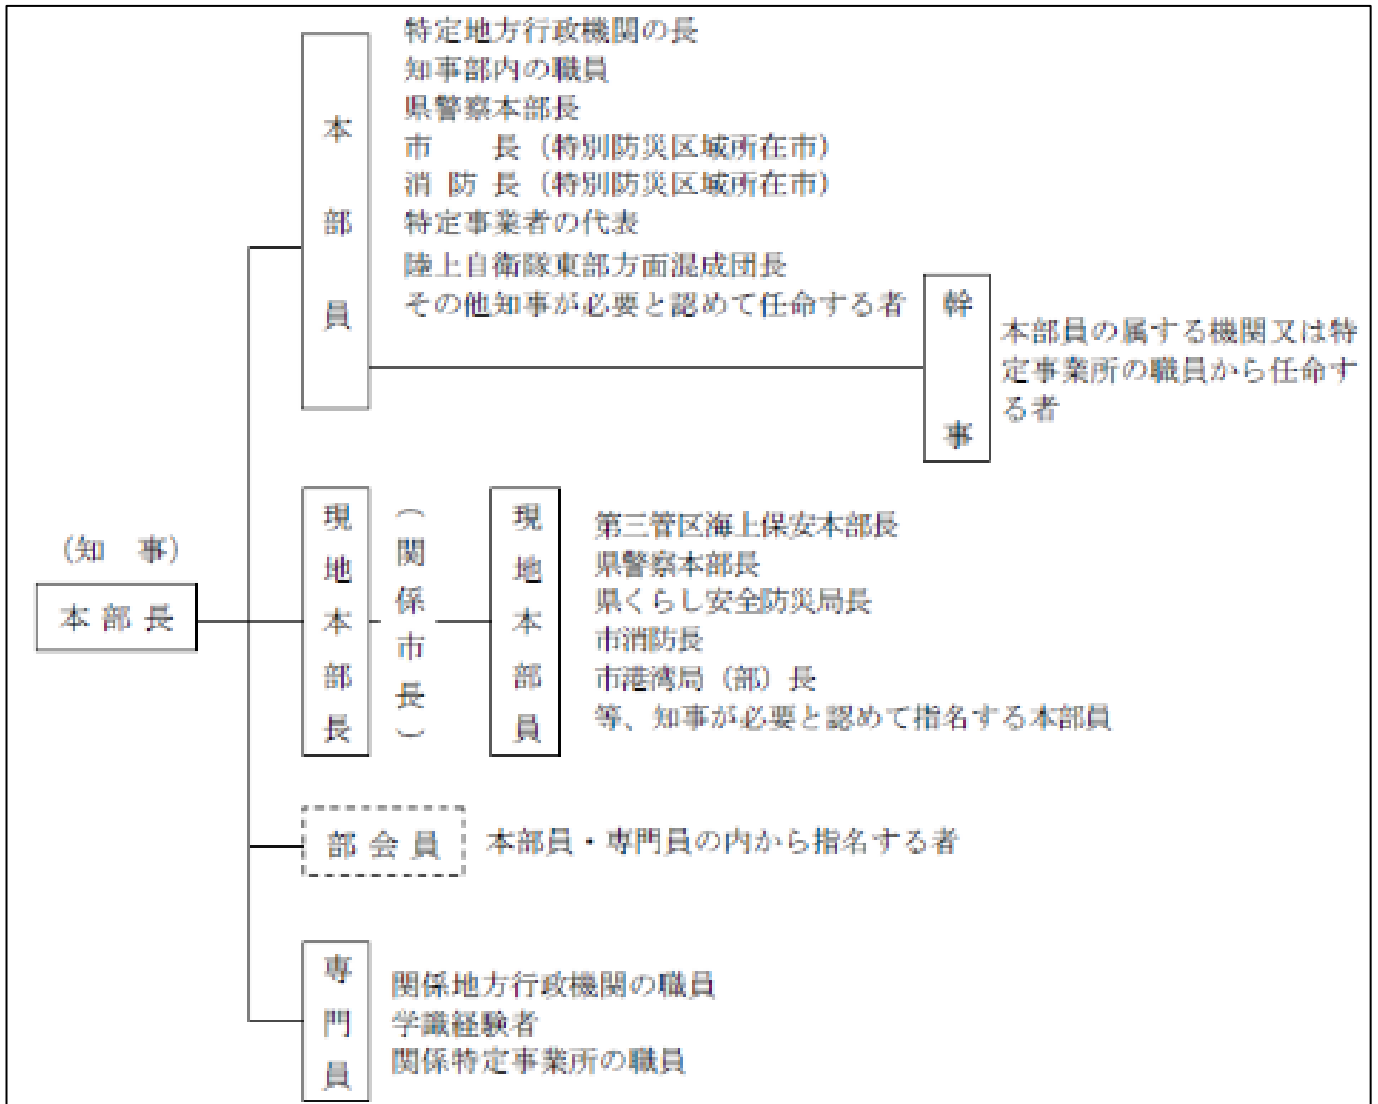 (知　事)
本部長
本部員
特定地方行政機関の長
知事部内の職員
県警察本部長
市　　長（特別防災区域所在市）
消 防 長（特別防災区域所在市）
特定事業者の代表
陸上自衛隊東部方面混成団長
その他知事が必要と認めて任命する者
幹事
本部員の属する機関又は特
定事業所の職員から任命す
る者
現地本部長
（関係市長）
現地本部員
第三管区海上保安本部長
県警察本部長
県くらし安全防災局長
市消防長
市港湾局（部）長
等、知事が必要と認めて指名する本部員
部会員
本部員・専門員の内から指名する者
専門員
関係地方行政機関の職員
学識経験者
関係特定事業所の職員